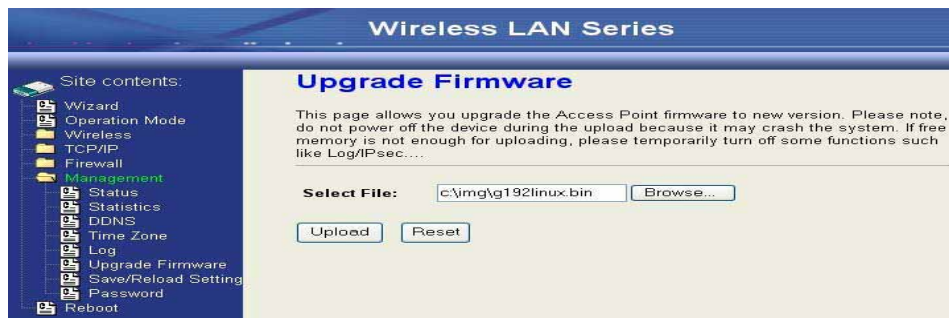 Wireless LAN Series
Site contents:
Wizard
Operation Mode
Wireless
TCP/IP
Firewall
Management
Status
Statistics
DDNS
Time Zone
Log
Upgrade Firmware
Save/Reload Setting
Password
Reboot
Upgrade Firmware
This page allows you upgrade the Access Point firmware to new version. Please note,
do not power off the device during the upload because it may crash the system. If free
memory is not enough for uploading, please temporarily turn off some functions such
like Log/IPsec....
Select File: c:\img\g192linux.bin Browse...
Upload Reset